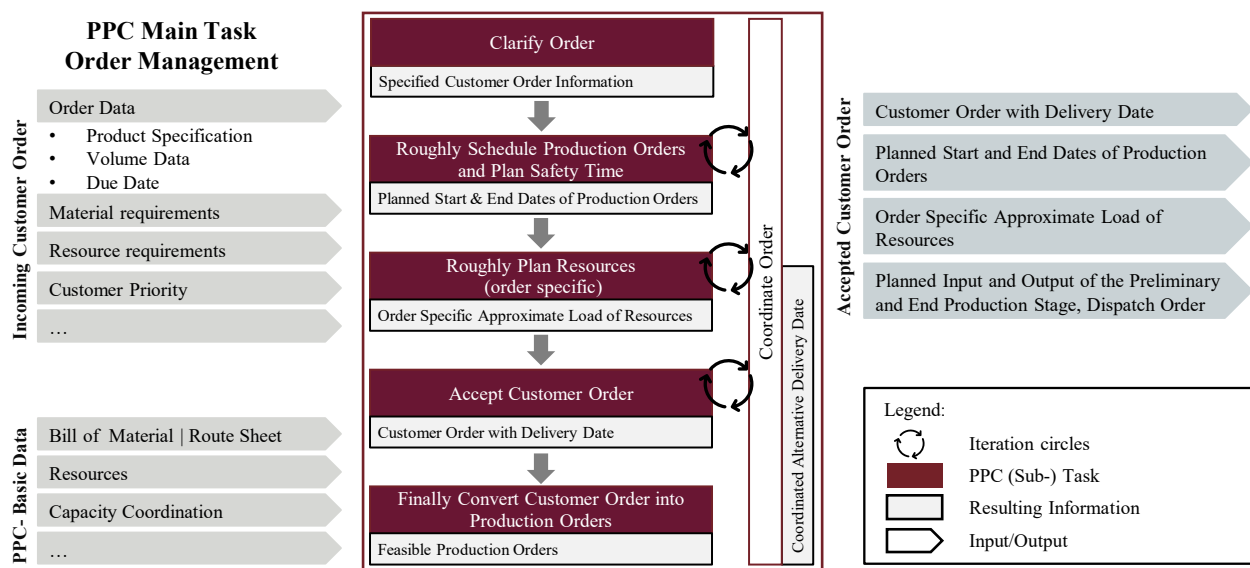 PPC Main Task
Order Management
Incoming Customer Order
Order Data
• Product Specification
• Volume Data
• Due Date
Material requirements
Resource requirements
Customer Priority
…
PPC- Basic Data
Bill of Material | Route Sheet
Resources
Capacity Coordination
…
Clarify Order
Specified Customer Order Information
Roughly Schedule Production Orders
and Plan Safety Time
Planned Start & End Dates of Production Orders
Roughly Plan Resources
(order specific)
Order Specific Approximate Load of Resources
Accept Customer Order
Customer Order with Delivery Date
Finally Convert Customer Order into
Production Orders
Feasible Production Orders
Coordinate Order
Coordinated Alternative Delivery Date
Accepted Customer Order
Customer Order with Delivery Date
Planned Start and End Dates of Production
Orders
Order Specific Approximate Load of
Resources
Planned Input and Output of the Preliminary
and End Production Stage, Dispatch Order
Legend:
Iteration circles
PPC (Sub-) Task
Resulting Information
Input/Output